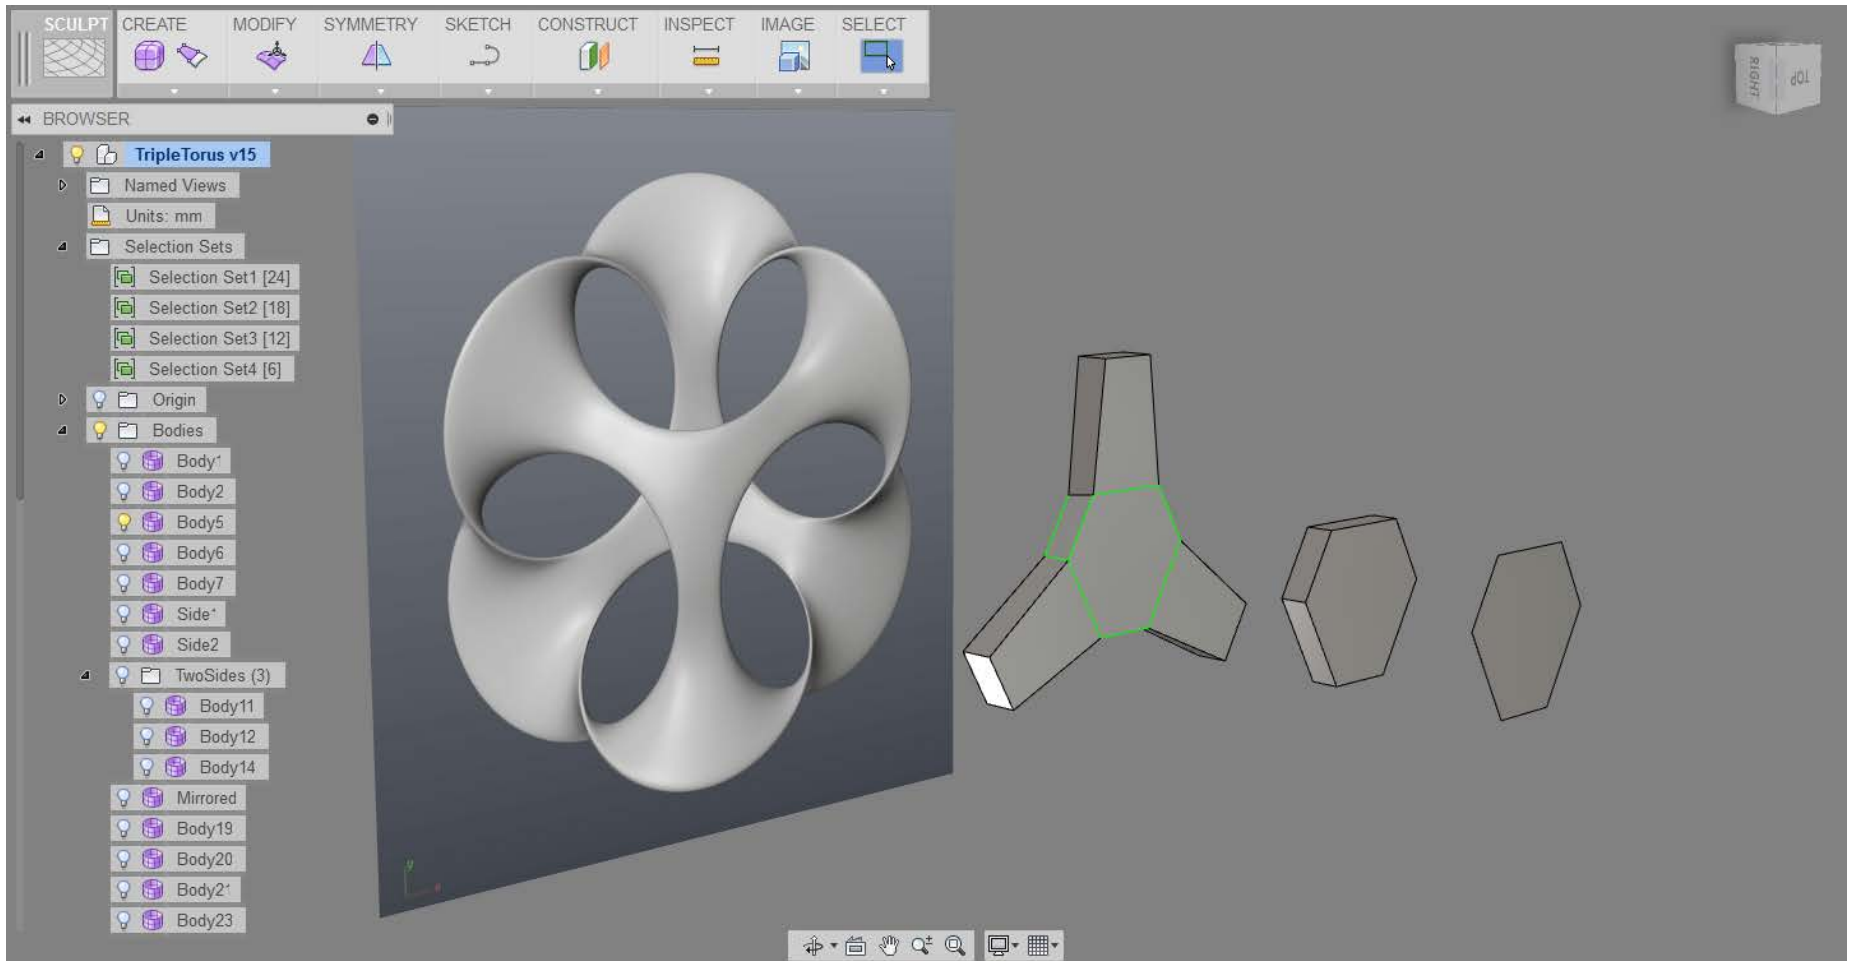 SCULPT CREATE MODIFY SYMMETRY SKETCH CONSTRUCT INSPECT IMAGE SELECT
RIGHT TOP
BROWSER
TripleTorus v15
Named Views
Units: mm
Selection Sets
Selection Set1 [24]
Selection Set2 [18]
Selection Set3 [12]
Selection Set4 [6]
Origin
Bodies
Body1
Body2
Body5
Body6
Body7
Side1
Side2
TwoSides (3)
Body11
Body12
Body14
Mirrored
Body19
Body20
Body21
Body23
y
x